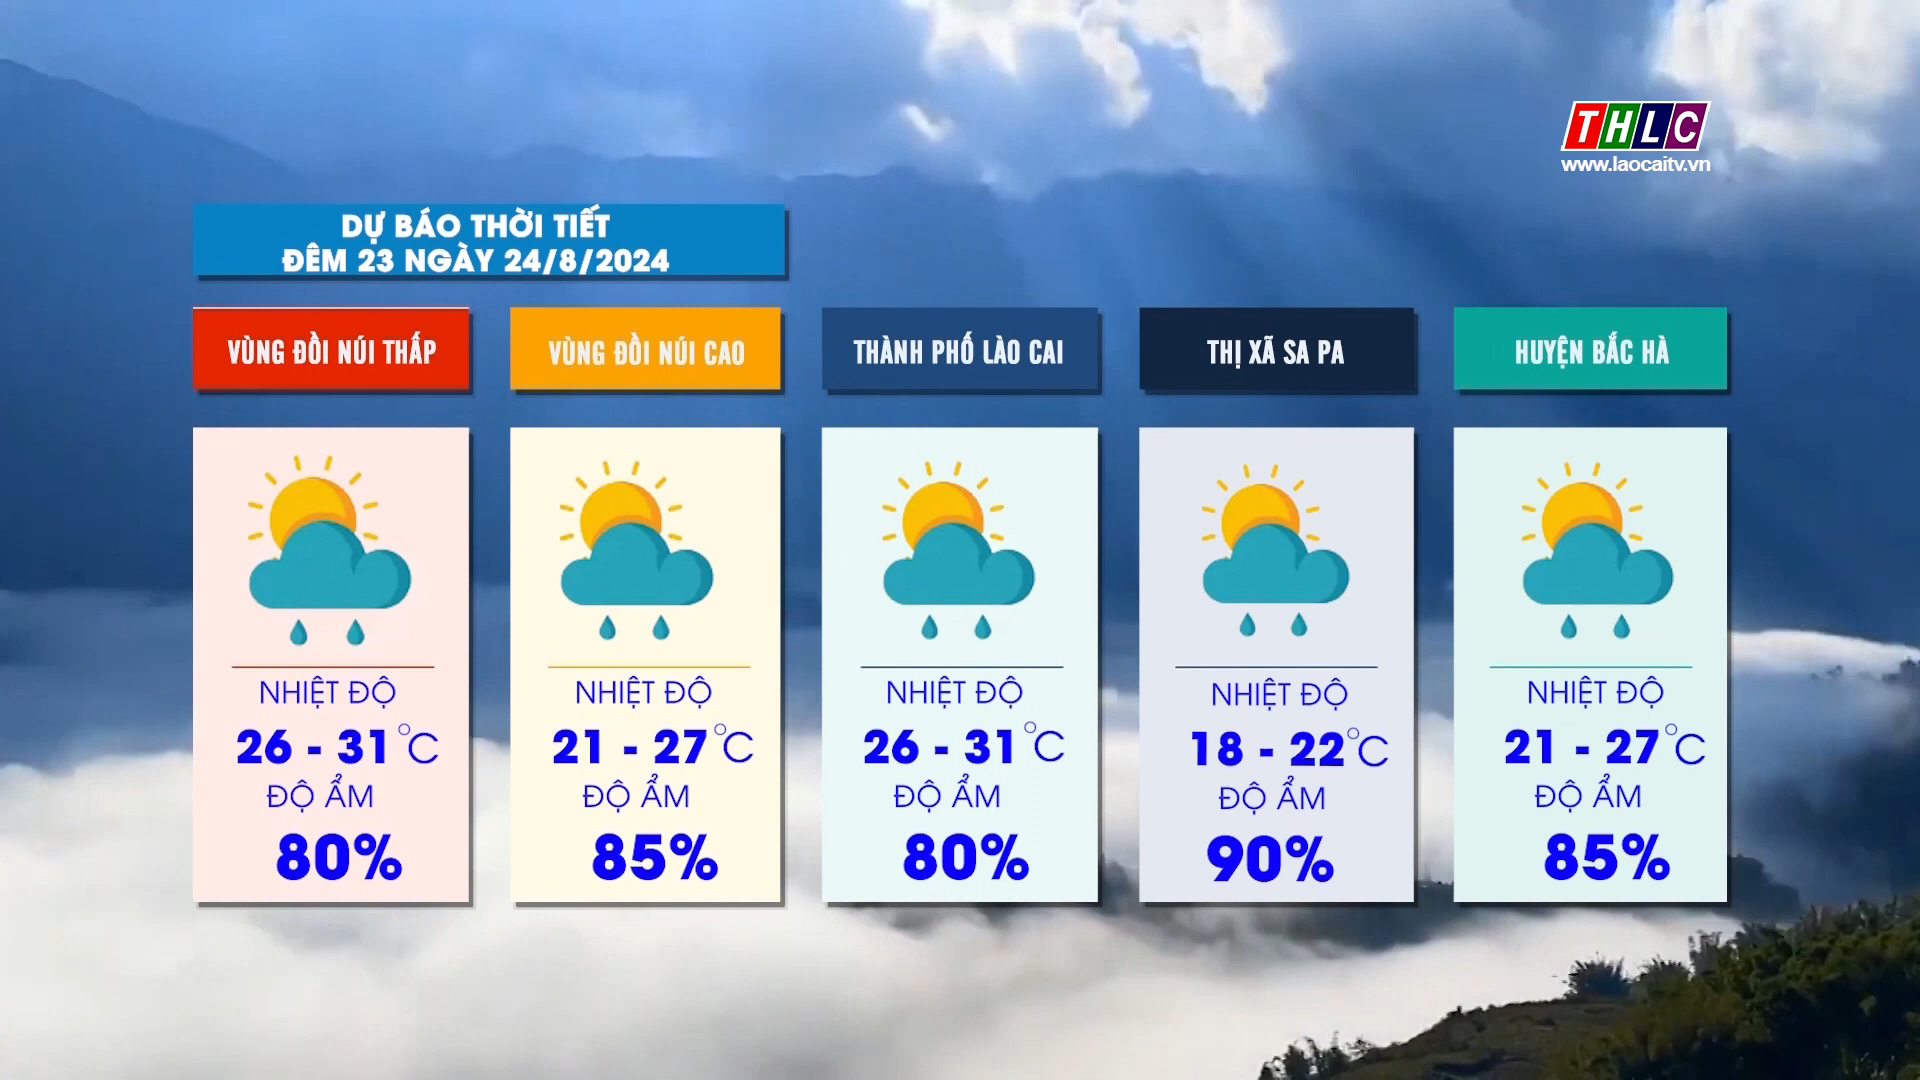 THLC
www.laocaitv.vn
DỰ BÁO THỜI TIẾT
ĐÊM 23 NGÀY 24/8/2024
VÙNG ĐỒI NÚI THẤP
NHIỆT ĐỘ
26 - 31°C
ĐỘ ẨM
80%
VÙNG ĐỒI NÚI CAO
NHIỆT ĐỘ
21 - 27°C
ĐỘ ẨM
85%
THÀNH PHỐ LÀO CAI
NHIỆT ĐỘ
26 - 31°C
ĐỘ ẨM
80%
THỊ XÃ SA PA
NHIỆT ĐỘ
18 - 22°C
ĐỘ ẨM
90%
HUYỆN BẮC HÀ
NHIỆT ĐỘ
21 - 27°C
ĐỘ ẨM
85%